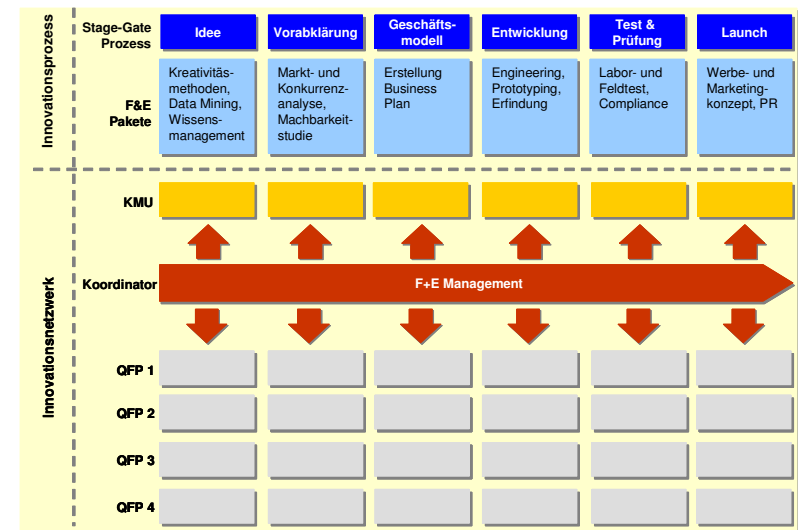 Innovationsprozess
Stage-Gate
Prozess
Idee
Vorabklärung
Geschäfts-
modell
Entwicklung
Test &
Prüfung
Launch
F&E
Pakete
Kreativitäs-
methoden,
Data Mining,
Wissens-
management
Markt- und
Konkurrenz-
analyse,
Machbarkeit-
studie
Erstellung
Business
Plan
Engineering,
Prototyping,
Erfindung
Labor- und
Feldtest,
Compliance
Werbe- und
Marketing-
konzept, PR
Innovationsnetzwerk
KMU
Koordinator
F+E Management
QFP 1
QFP 2
QFP 3
QFP 4